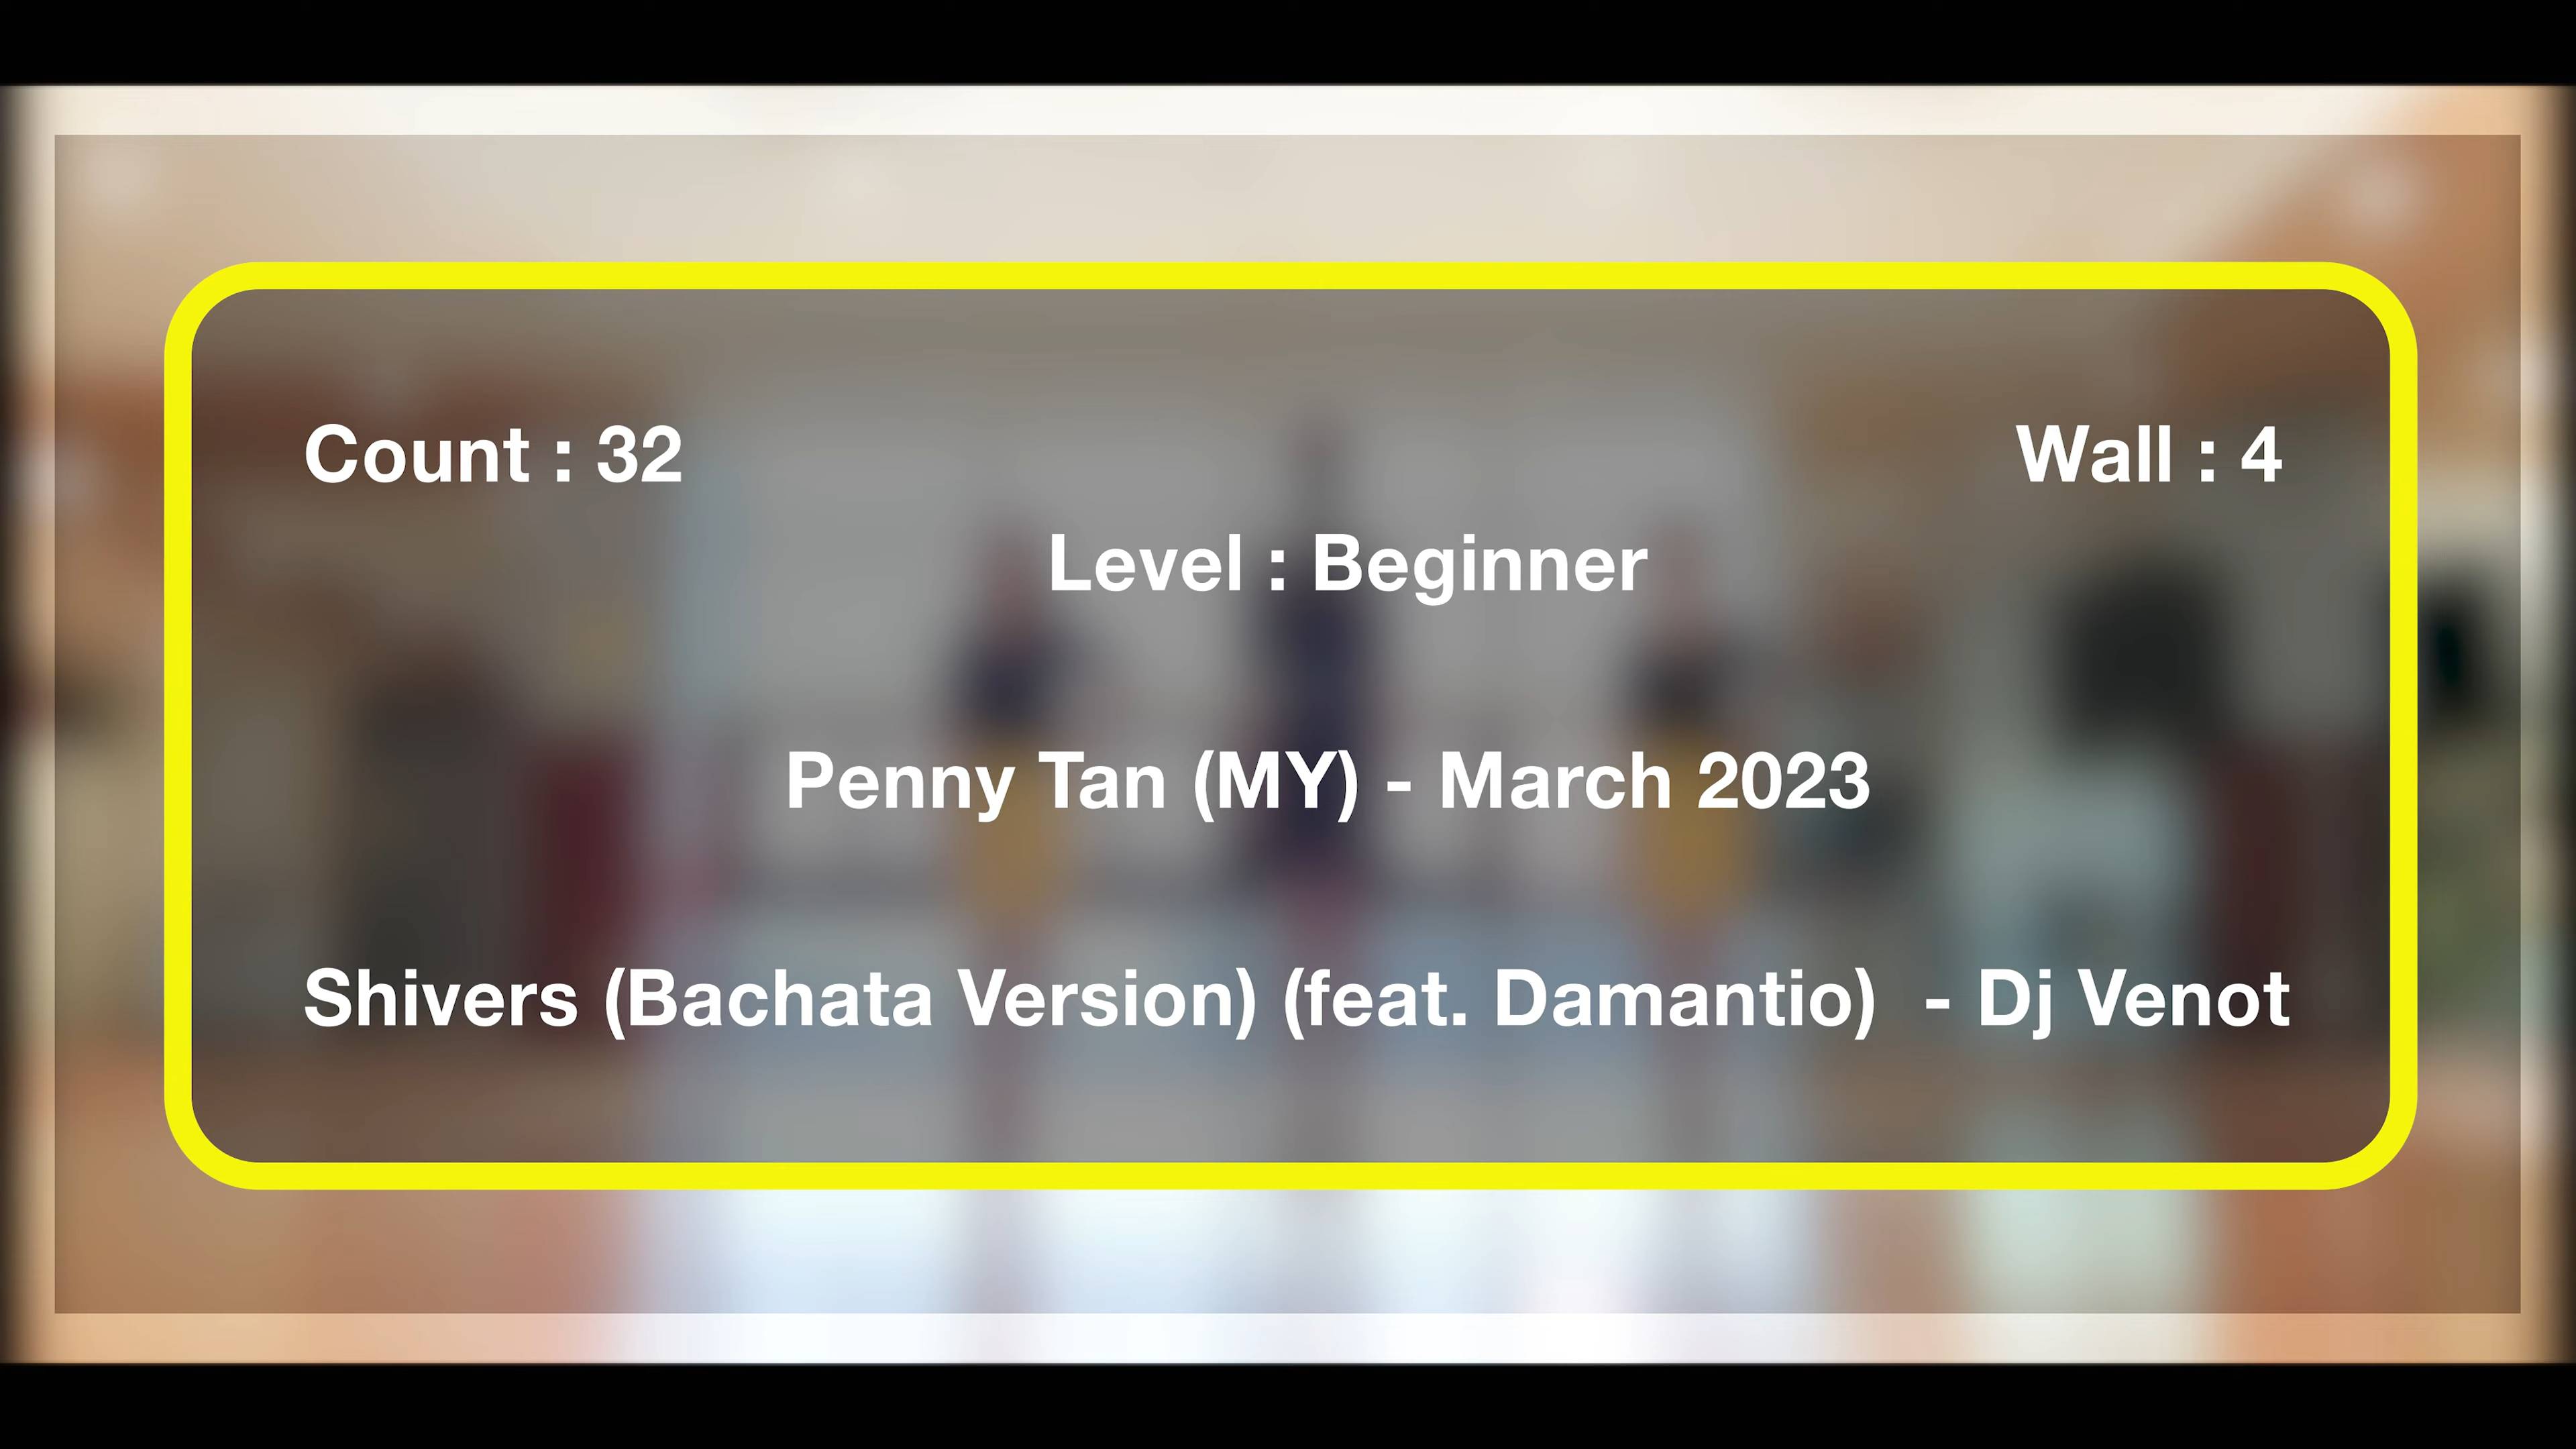 Count : 32 Wall : 4
Level : Beginner
Penny Tan (MY) - March 2023
Shivers (Bachata Version) (feat. Damantio)  - Dj Venot